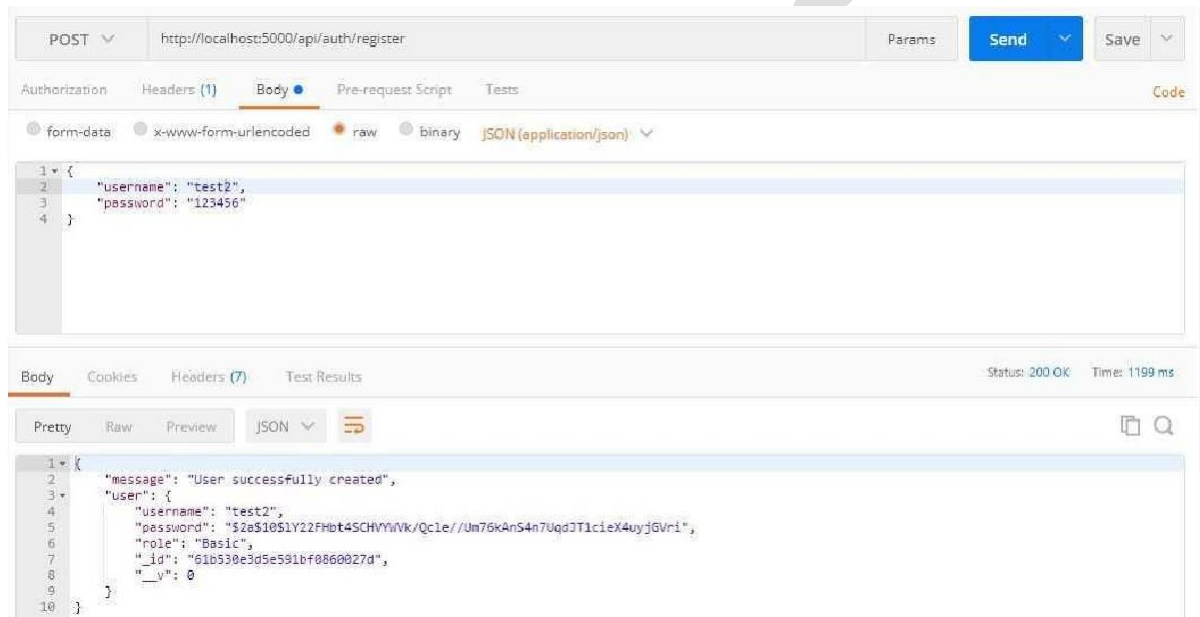 POST http://localhost:5000/api/auth/register Params Send Save
Authorization Headers (1) Body Pre-request Script Tests Code
form-data x-www-form-urlencoded raw binary JSON (application/json)
1 {
2 "username": "test2",
3 "password": "123456"
4 }
Body Cookies Headers (7) Test Results Status: 200 OK Time: 1199 ms
Pretty Raw Preview JSON
1 {
2 "message": "User successfully created",
3 "user": {
4 "username": "test2",
5 "password":
6 "role": "Basic",
7 "_id": "61b530e3d5e591bf0860027d",
8 "__v": 0
9 }
10 }